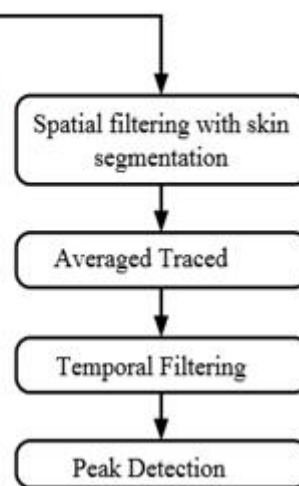 Spatial filtering with skin
segmentation
Averaged Traced
Temporal Filtering
Peak Detection